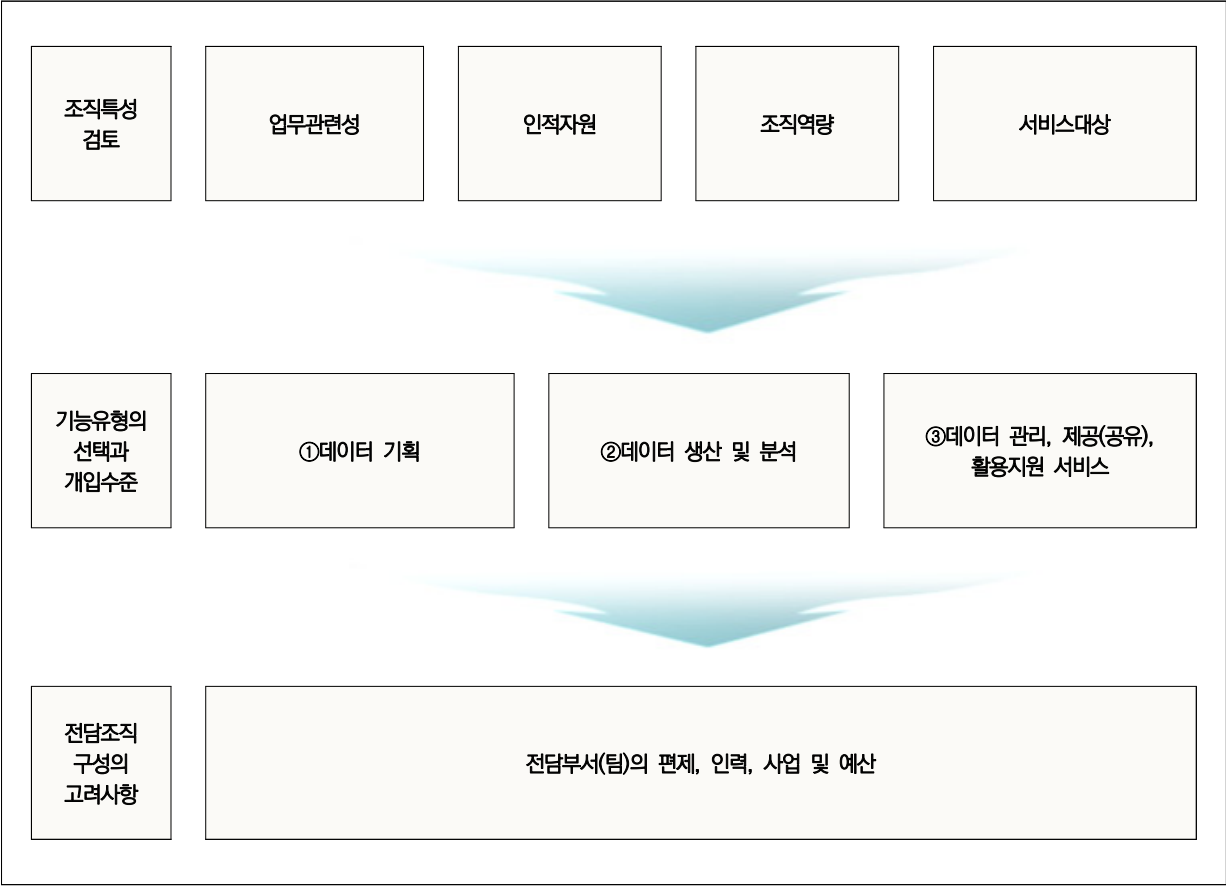 조직특성
검토
업무관련성
인적자원
조직역량
서비스대상
기능유형의
선택과
개입수준
①데이터 기획
②데이터 생산 및 분석
③데이터 관리, 제공(공유),
활용지원 서비스
전담조직
구성의
고려사항
전담부서(팀)의 편제, 인력, 사업 및 예산